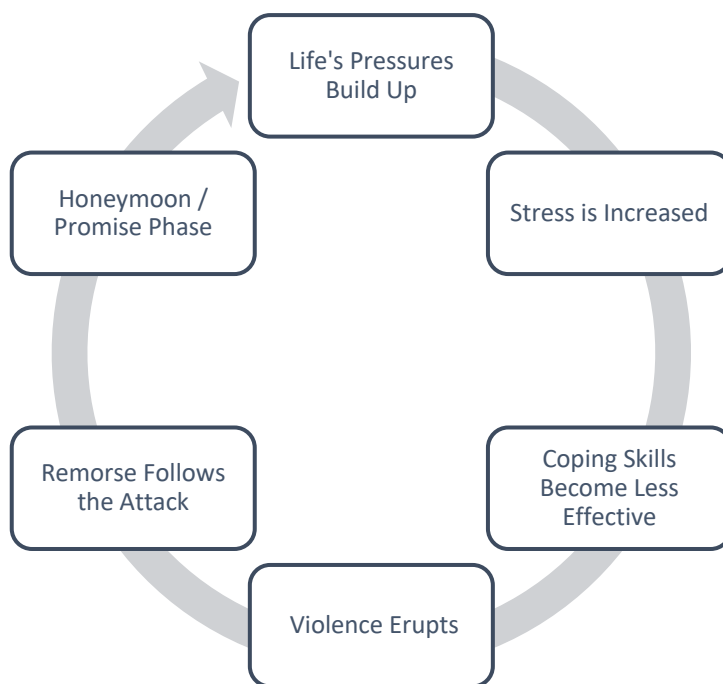 Life's Pressures
Build Up
Stress is Increased
Coping Skills
Become Less
Effective
Violence Erupts
Remorse Follows
the Attack
Honeymoon /
Promise Phase